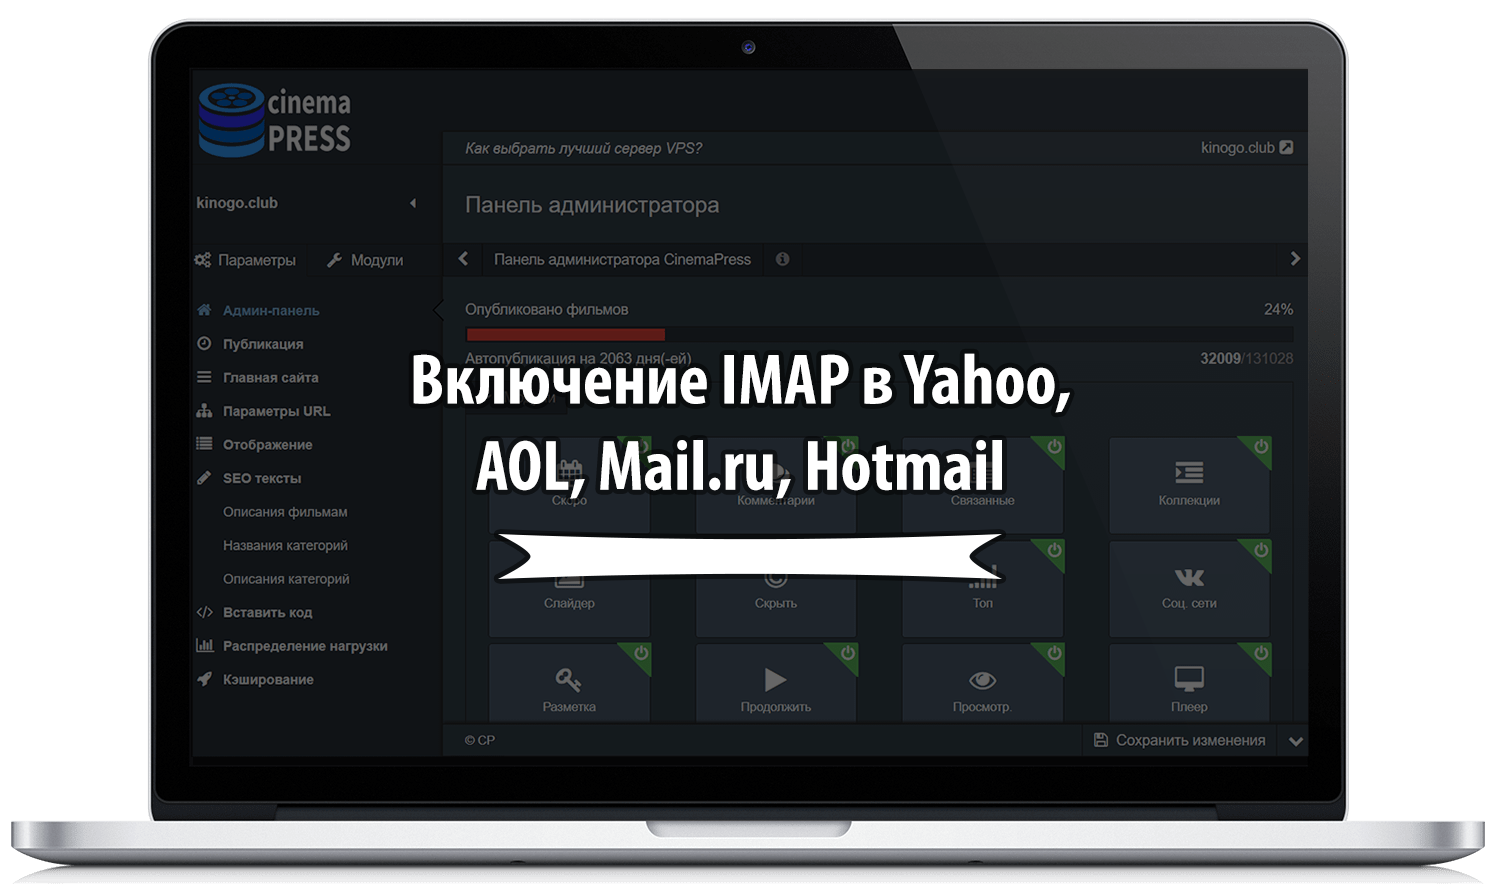 cinema
PRESS
Как выбрать лучший сервер VPS?
kinogo.club
kinogo.club
Панель администратора
Параметры
Модули
Панель администратора CinemaPress
Админ-панель
Опубликовано фильмов
24%
Публикация
Автопубликация на 2063 дня(-ей)
32009/131028
Главная сайта
Включение IMAP в Yahoo,
AOL, Mail.ru, Hotmail
Параметры URL
Отображение
SEO тексты
Скоро
Комментарии
Связанные
Коллекции
Описания фильмам
Названия категорий
Описания категорий
Слайдер
Скрыть
Топ
Соц. сети
Вставить код
Распределение нагрузки
Кэширование
Разметка
Продолжить
Просмотр.
Плеер
© CP
Сохранить изменения